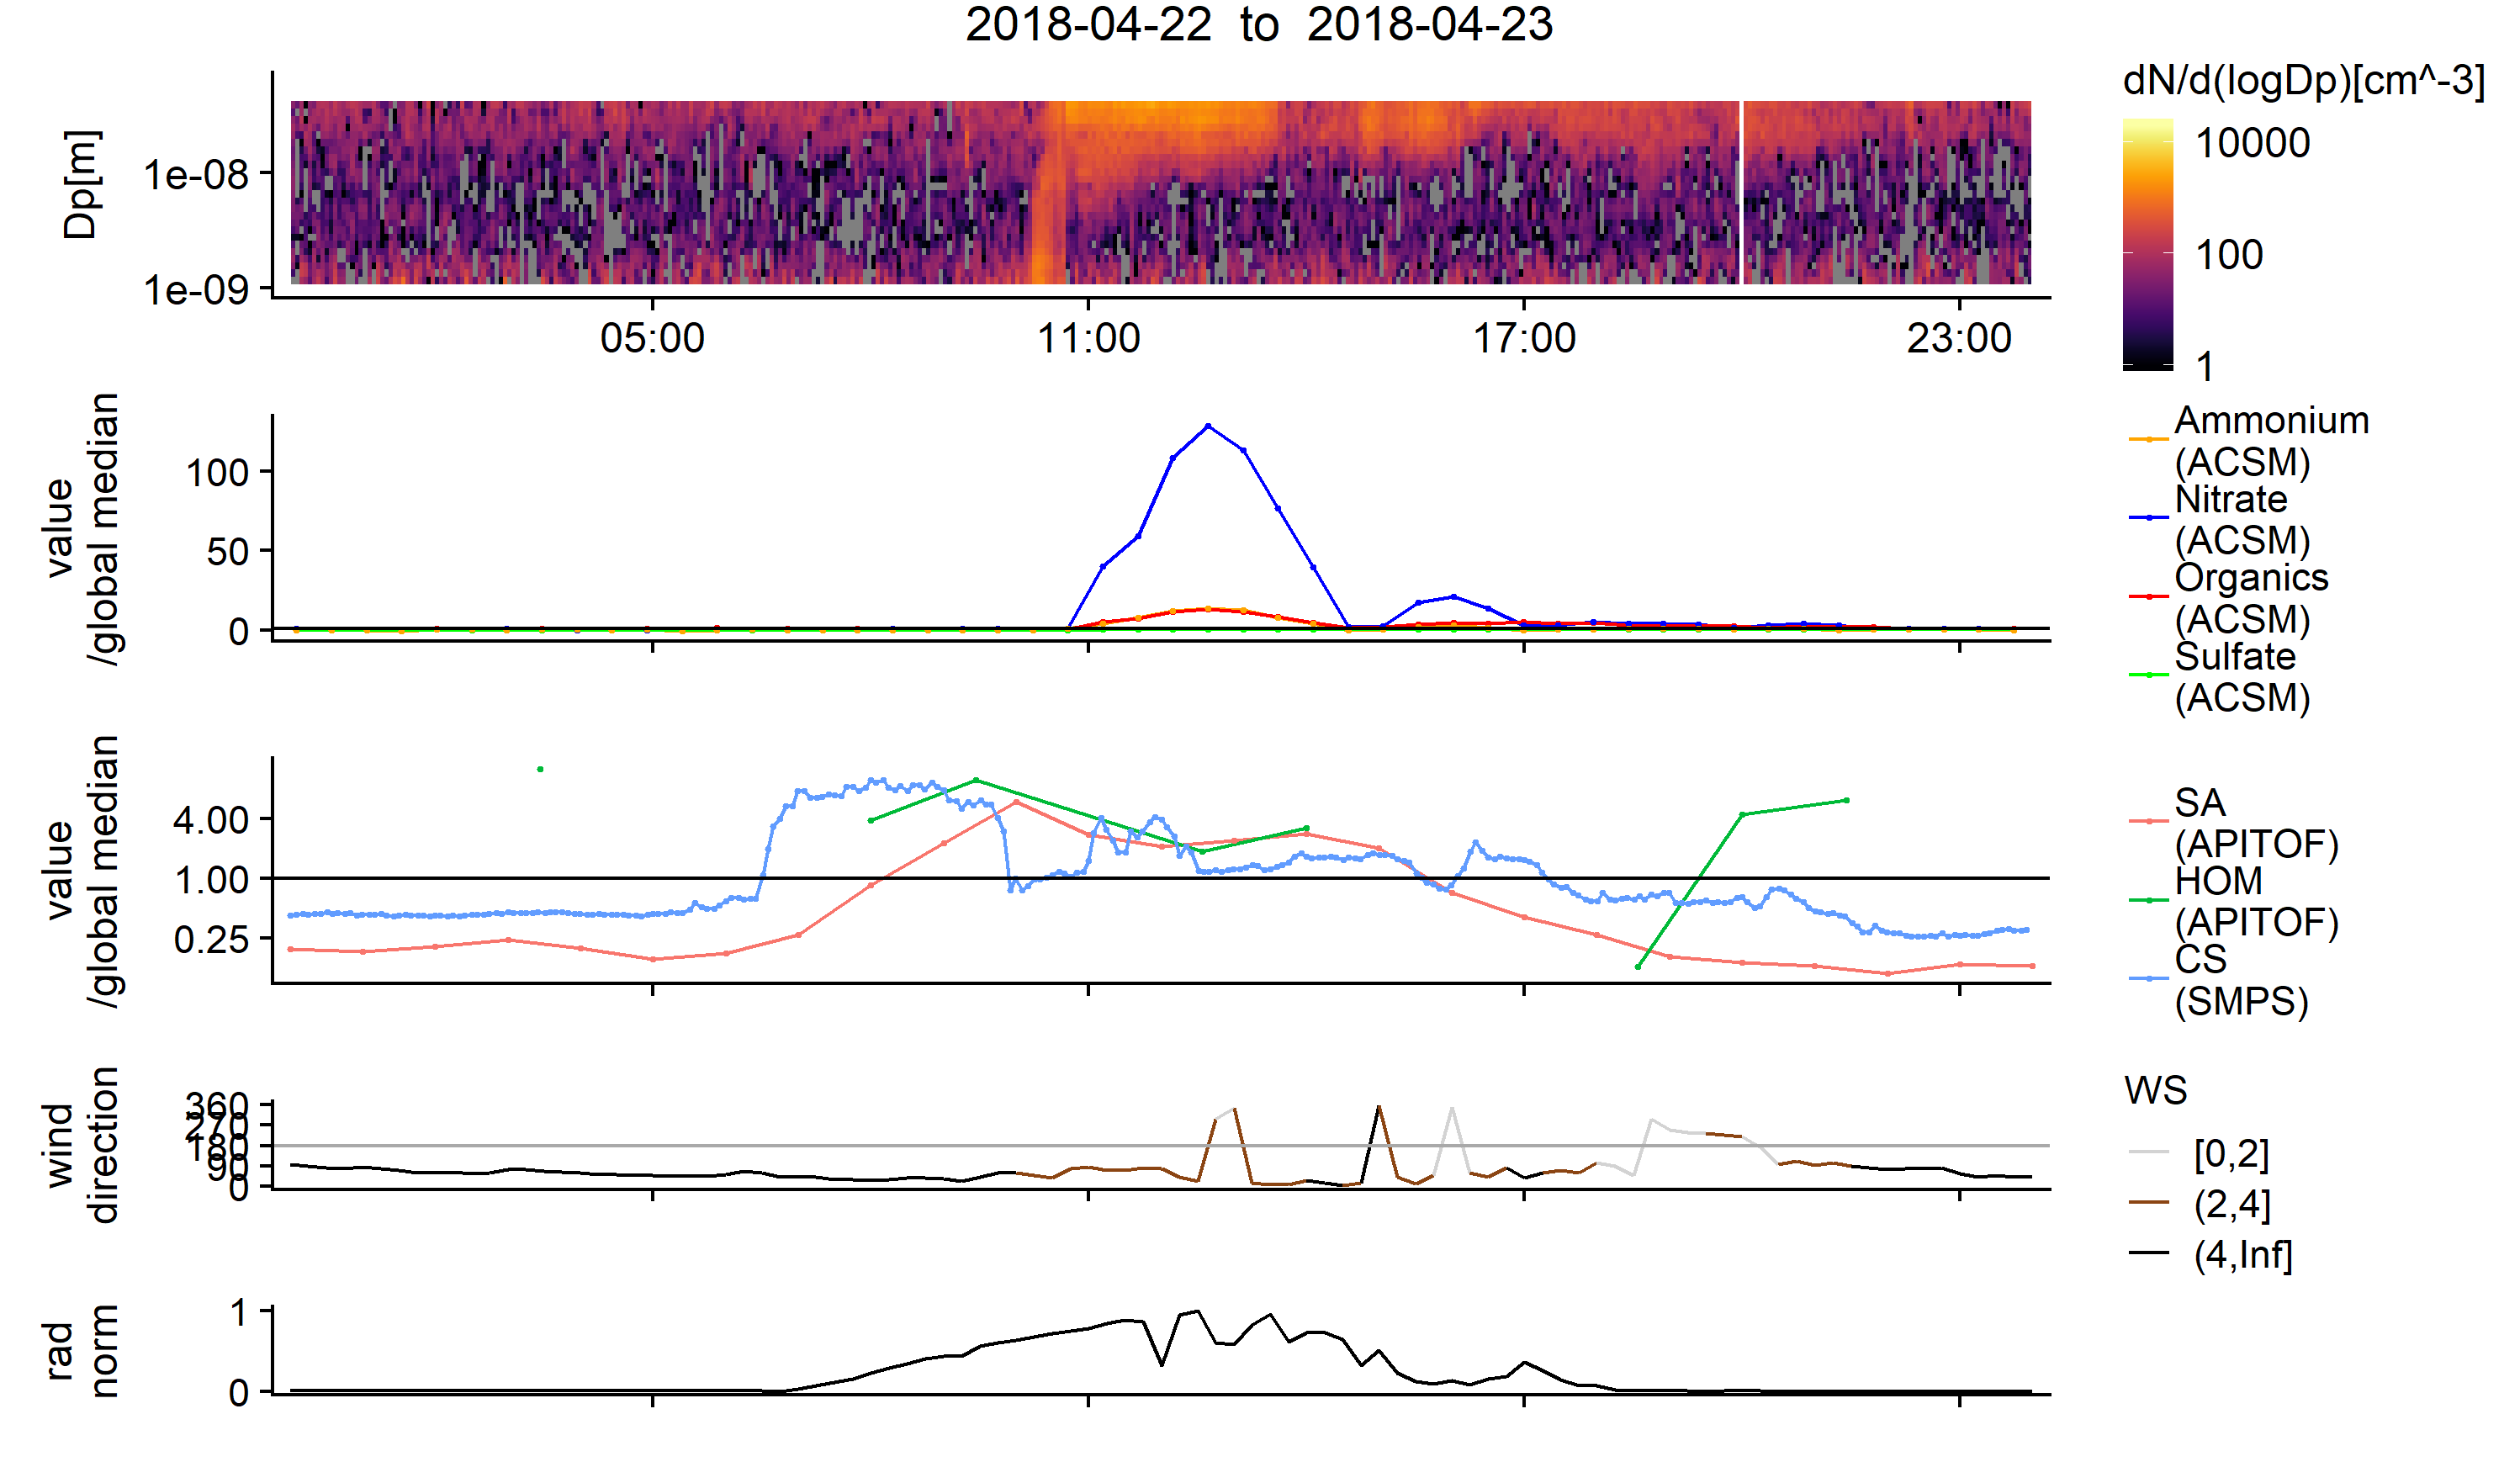 2018-04-22 to 2018-04-23
Dp[m]
1e-08
1e-09
05:00
11:00
17:00
23:00
dN/d(logDp)[cm^-3]
10000
100
1
value
/global median
100
50
0
Ammonium
(ACSM)
Nitrate
(ACSM)
Organics
(ACSM)
Sulfate
(ACSM)
value
/global median
4.00
1.00
0.25
SA
(APITOF)
HOM
(APITOF)
CS
(SMPS)
wind
direction
360
270
180
90
0
WS
[0,2]
(2,4]
(4,Inf]
rad
norm
1
0